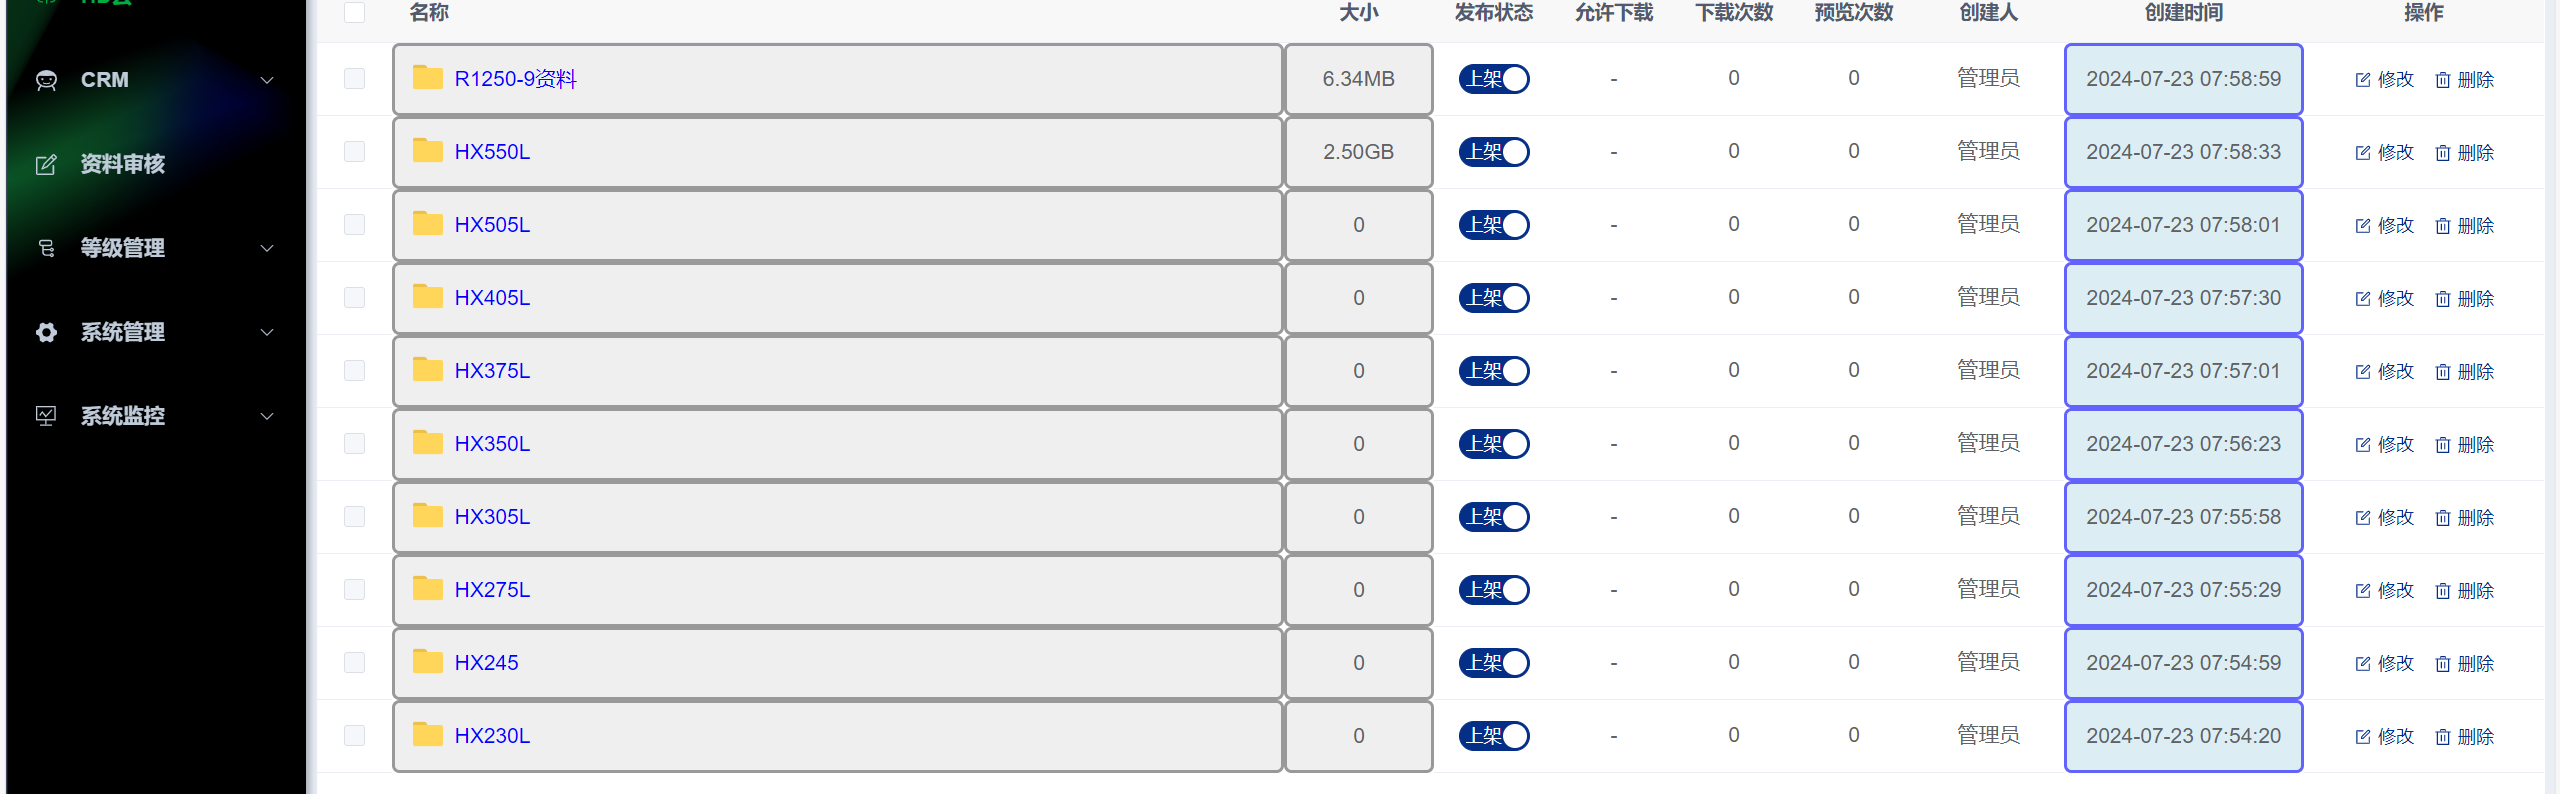 名称 大小 发布状态 允许下载 下载次数 预览次数 创建人 创建时间 操作
CRM
资料审核
等级管理
系统管理
系统监控
R1250-9资料 6.34MB 上架 - 0 0 管理员 2024-07-23 07:58:59 修改 删除
HX550L 2.50GB 上架 - 0 0 管理员 2024-07-23 07:58:33 修改 删除
HX505L 0 上架 - 0 0 管理员 2024-07-23 07:58:01 修改 删除
HX405L 0 上架 - 0 0 管理员 2024-07-23 07:57:30 修改 删除
HX375L 0 上架 - 0 0 管理员 2024-07-23 07:57:01 修改 删除
HX350L 0 上架 - 0 0 管理员 2024-07-23 07:56:23 修改 删除
HX305L 0 上架 - 0 0 管理员 2024-07-23 07:55:58 修改 删除
HX275L 0 上架 - 0 0 管理员 2024-07-23 07:55:29 修改 删除
HX245 0 上架 - 0 0 管理员 2024-07-23 07:54:59 修改 删除
HX230L 0 上架 - 0 0 管理员 2024-07-23 07:54:20 修改 删除